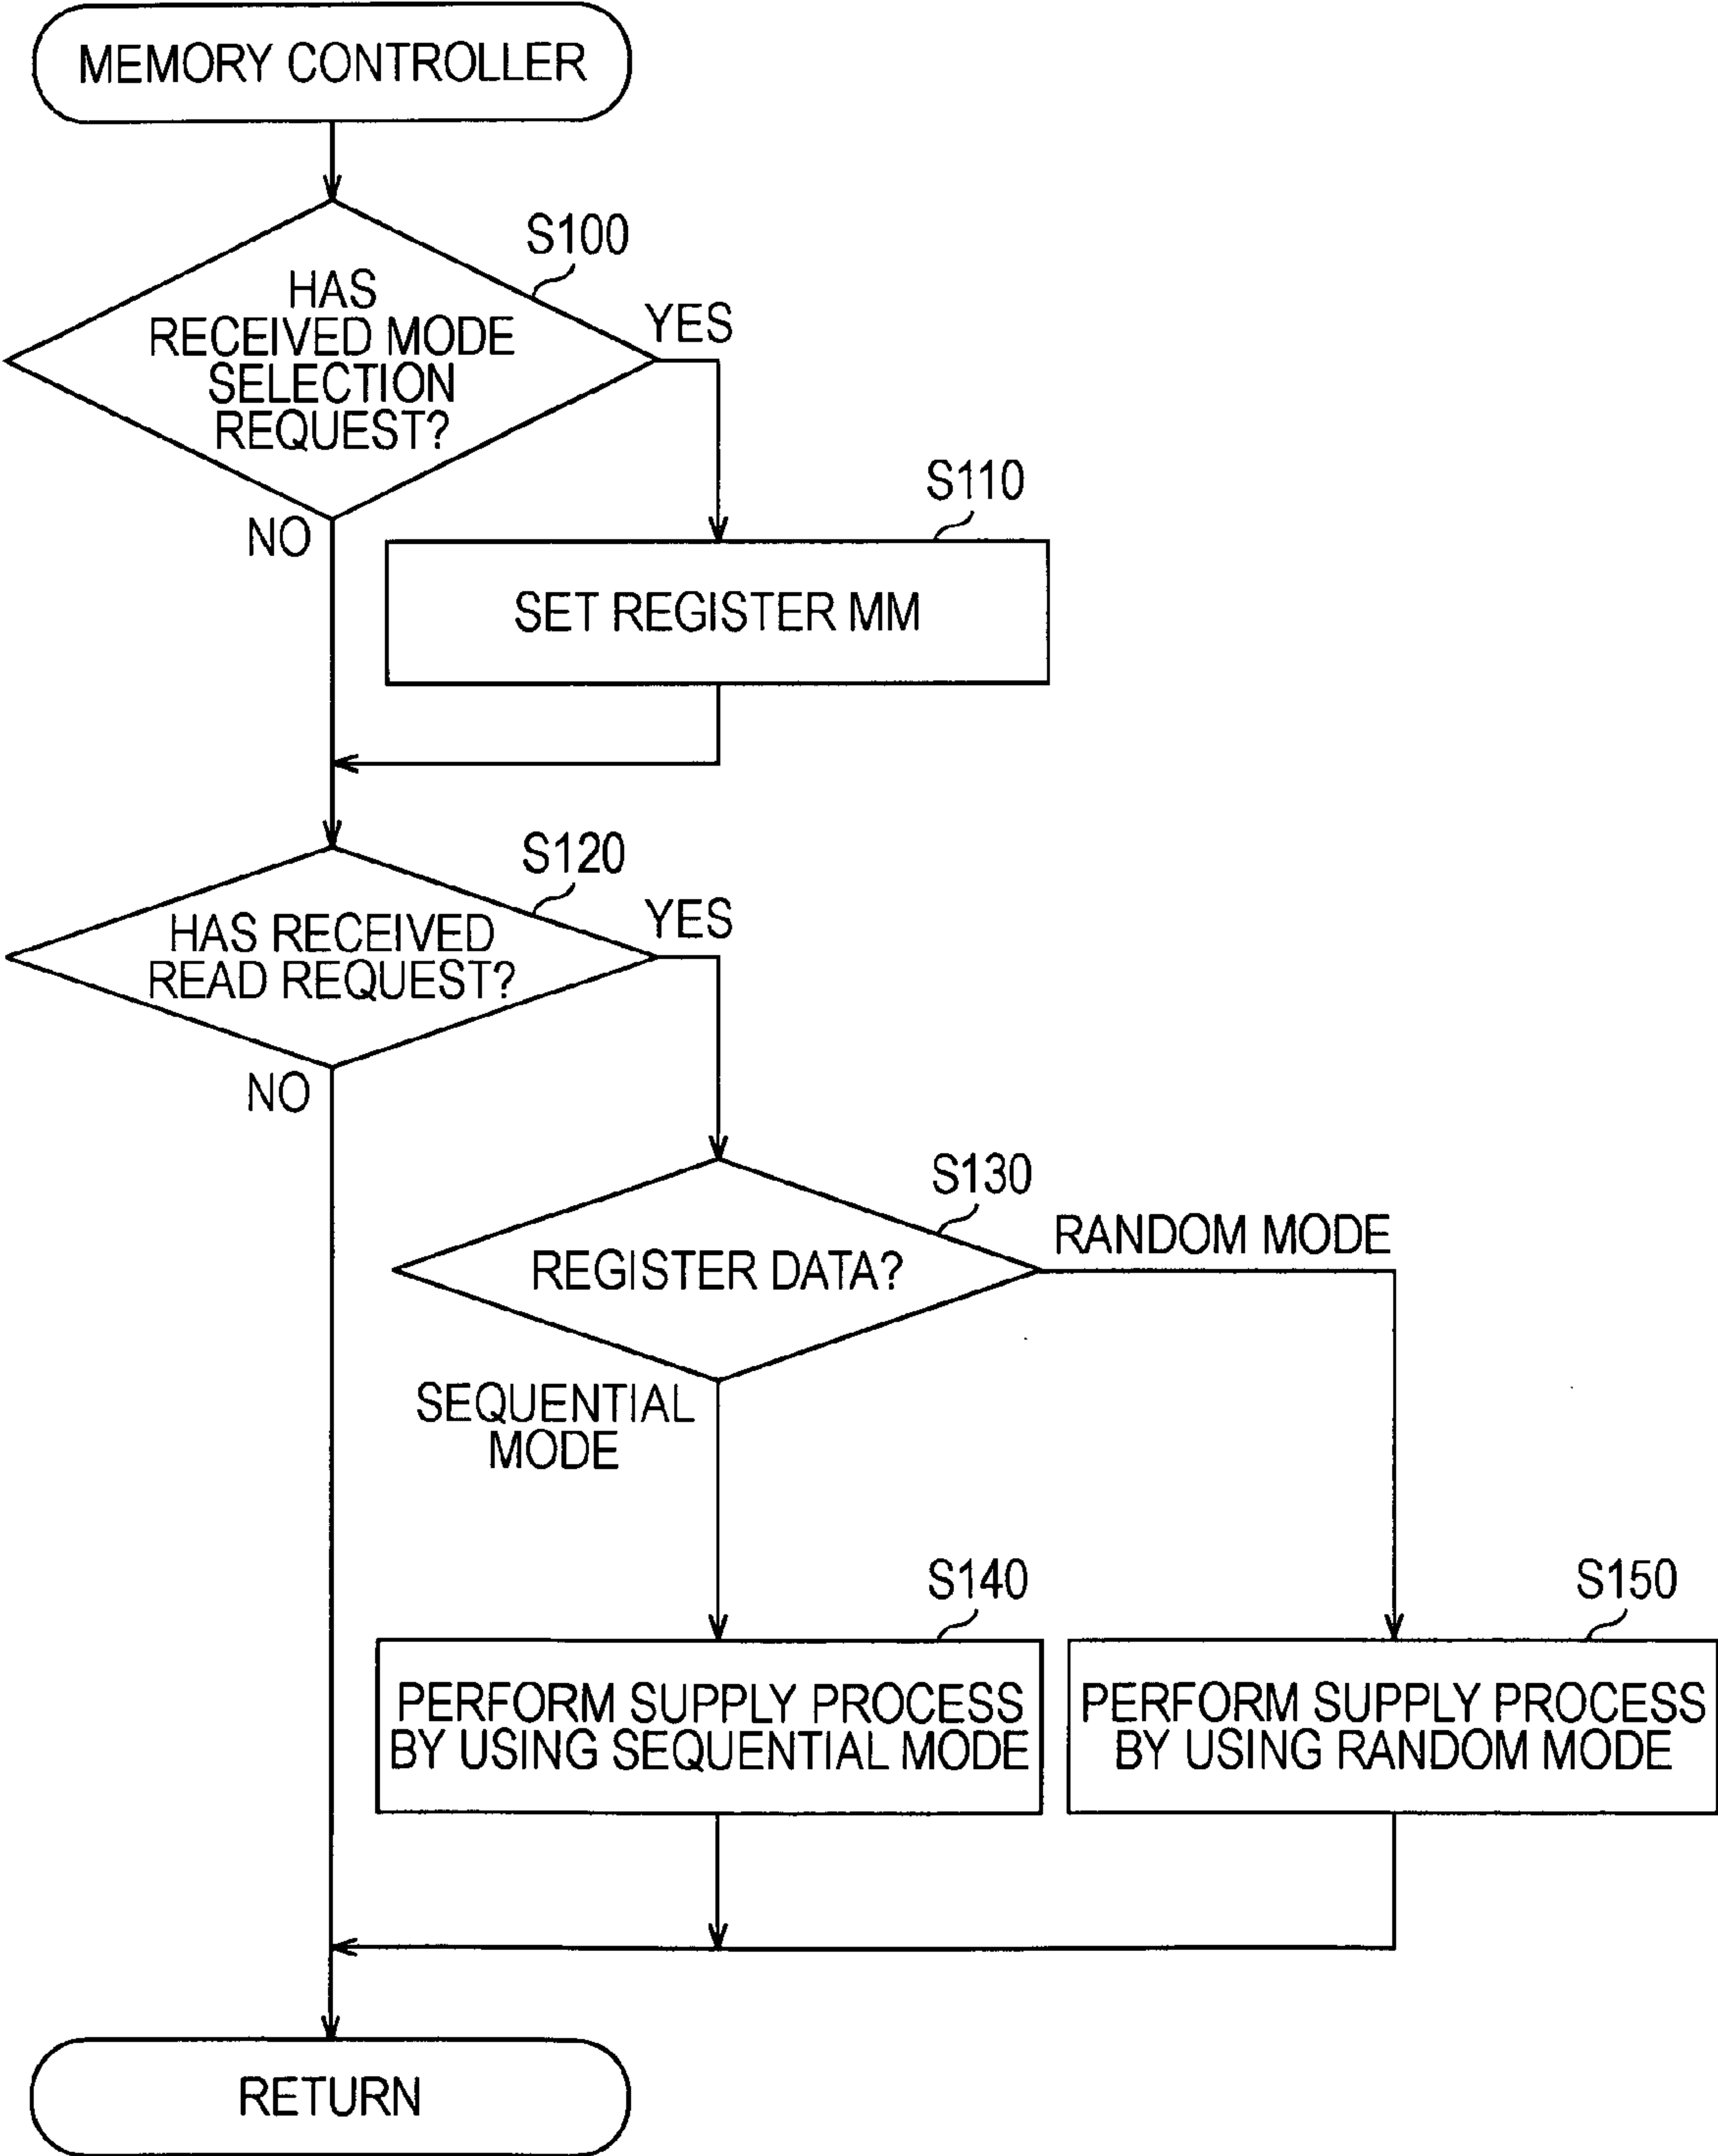 MEMORY CONTROLLER
S100
HAS
RECEIVED MODE
SELECTION
REQUEST?
YES
NO
S110
SET REGISTER MM
S120
HAS RECEIVED
READ REQUEST?
YES
NO
S130
REGISTER DATA?
RANDOM MODE
SEQUENTIAL
MODE
S140
PERFORM SUPPLY PROCESS
BY USING SEQUENTIAL MODE
S150
PERFORM SUPPLY PROCESS
BY USING RANDOM MODE
RETURN